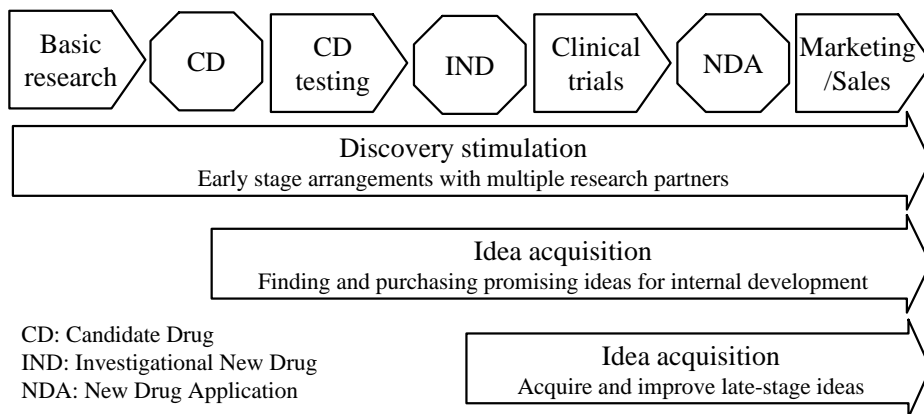 Basic
research
CD
CD
testing
IND
Clinical
trials
NDA
Marketing
/Sales
Discovery stimulation
Early stage arrangements with multiple research partners
Idea acquisition
Finding and purchasing promising ideas for internal development
CD: Candidate Drug
IND: Investigational New Drug
NDA: New Drug Application
Idea acquisition
Acquire and improve late-stage ideas